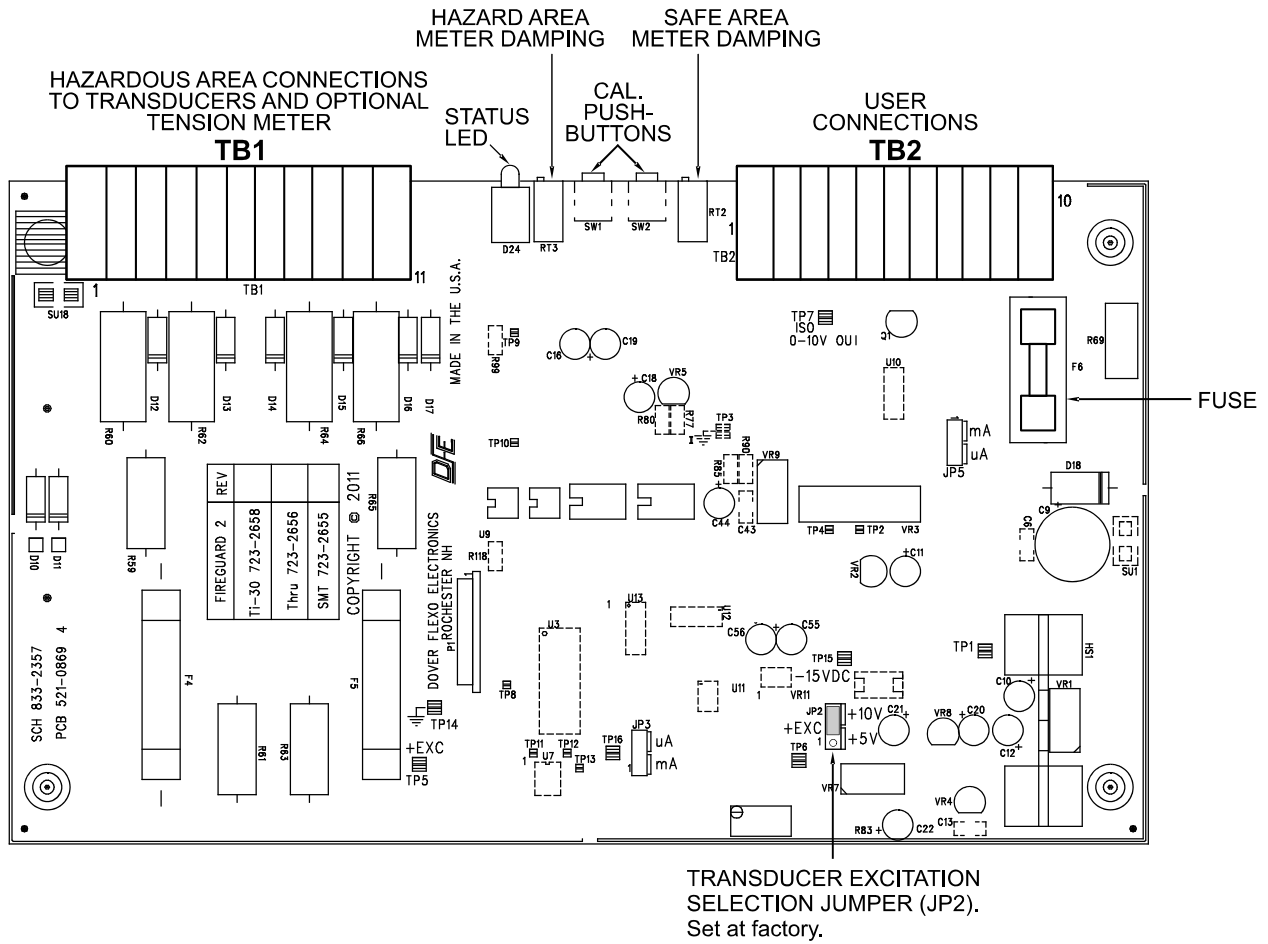 HAZARD AREA
METER DAMPING
SAFE AREA
METER DAMPING
HAZARDOUS AREA CONNECTIONS
TO TRANSDUCERS AND OPTIONAL
TENSION METER
TB1
STATUS
LED
CAL.
PUSH-
BUTTONS
USER
CONNECTIONS
TB2
10
1
TB2
RT2
D24
RT3
SW1
SW2
1
TB1
11
SU18
MADE IN THE U.S.A.
TP9
R99
C16
+
C19
TP7
ISO
0-10V OUI
Q1
U10
F6
R69
FUSE
D12
D13
D14
D15
D16
D17
R60
R62
R64
R66
+
C18
VR5
R80
R77
TP3
TP10
DFE
R85
R90
VR9
mA
uA
JP5
D18
C9
+
C6
SU1
R59
R65
D10
D11
FIREGUARD 2
REV
Ti-30 723-2658
Thru 723-2656
SMT 723-2655
COPYRIGHT © 2011
DOVER FLEXO ELECTRONICS
ROCHESTER NH
P1
1
U9
R118
+
C44
C43
TP4
TP2
VR3
VR2
+
C11
U3
1
U13
U12
C56
+
C55
TP15
-15VDC
1
VR11
U11
TP1
HS1
C10
+
VR1
SCH 833-2357
PCB 521-0869 4
F4
F5
R61
R63
TP8
TP14
+EXC
TP5
TP11
TP12
TP13
1
U7
TP16
JP3
uA
mA
1
JP2
+10V
+EXC
1
+5V
TP6
C21
+
VR8
+
C20
C12
+
VR7
VR4
C13
R83
+
C22
TRANSDUCER EXCITATION
SELECTION JUMPER (JP2).
Set at factory.